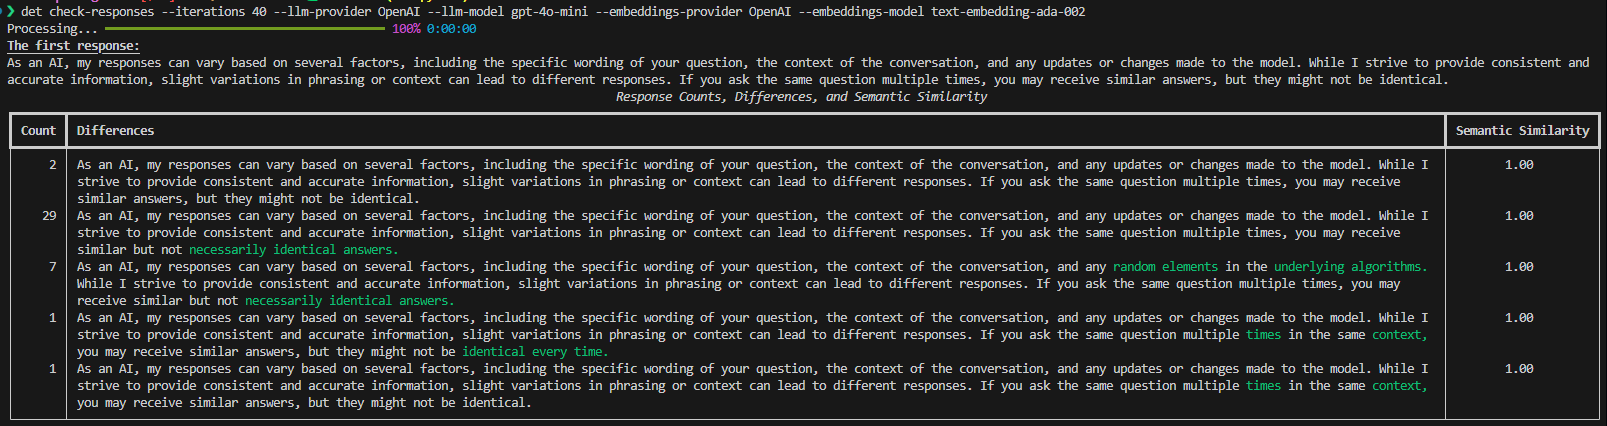 ❯ det check-responses --iterations 40 --llm-provider OpenAI --llm-model gpt-4o-mini --embeddings-provider OpenAI --embeddings-model text-embedding-ada-002
Processing... 100% 0:00:00
The first response:
As an AI, my responses can vary based on several factors, including the specific wording of your question, the context of the conversation, and any updates or changes made to the model. While I strive to provide consistent and
accurate information, slight variations in phrasing or context can lead to different responses. If you ask the same question multiple times, you may receive similar answers, but they might not be identical.
Response Counts, Differences, and Semantic Similarity
Count Differences Semantic Similarity
2 As an AI, my responses can vary based on several factors, including the specific wording of your question, the context of the conversation, and any updates or changes made to the model. While I 1.00
strive to provide consistent and accurate information, slight variations in phrasing or context can lead to different responses. If you ask the same question multiple times, you may receive
similar answers, but they might not be identical.
29 As an AI, my responses can vary based on several factors, including the specific wording of your question, the context of the conversation, and any updates or changes made to the model. While I 1.00
strive to provide consistent and accurate information, slight variations in phrasing or context can lead to different responses. If you ask the same question multiple times, you may receive
similar but not necessarily identical answers.
7 As an AI, my responses can vary based on several factors, including the specific wording of your question, the context of the conversation, and any random elements in the underlying algorithms. 1.00
While I strive to provide consistent and accurate information, slight variations in phrasing or context can lead to different responses. If you ask the same question multiple times, you may
receive similar but not necessarily identical answers.
1 As an AI, my responses can vary based on several factors, including the specific wording of your question, the context of the conversation, and any updates or changes made to the model. While I 1.00
strive to provide consistent and accurate information, slight variations in phrasing or context can lead to different responses. If you ask the same question multiple times in the same context,
you may receive similar answers, but they might not be identical every time.
1 As an AI, my responses can vary based on several factors, including the specific wording of your question, the context of the conversation, and any updates or changes made to the model. While I 1.00
strive to provide consistent and accurate information, slight variations in phrasing or context can lead to different responses. If you ask the same question multiple times in the same context,
you may receive similar answers, but they might not be identical.